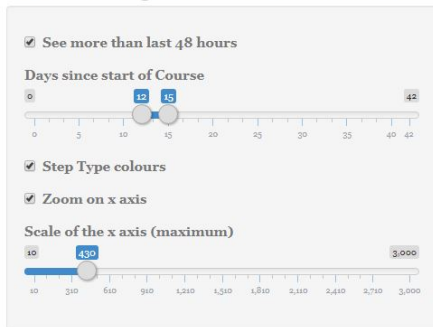 See more than last 48 hours
Days since start of Course
0 12 15 42
0 5 10 15 20 25 30 35 40 42
Step Type colours
Zoom on x axis
Scale of the x axis (maximum)
10 430 3,000
10 310 610 910 1,210 1,510 1,810 2,110 2,410 2,710 3,000